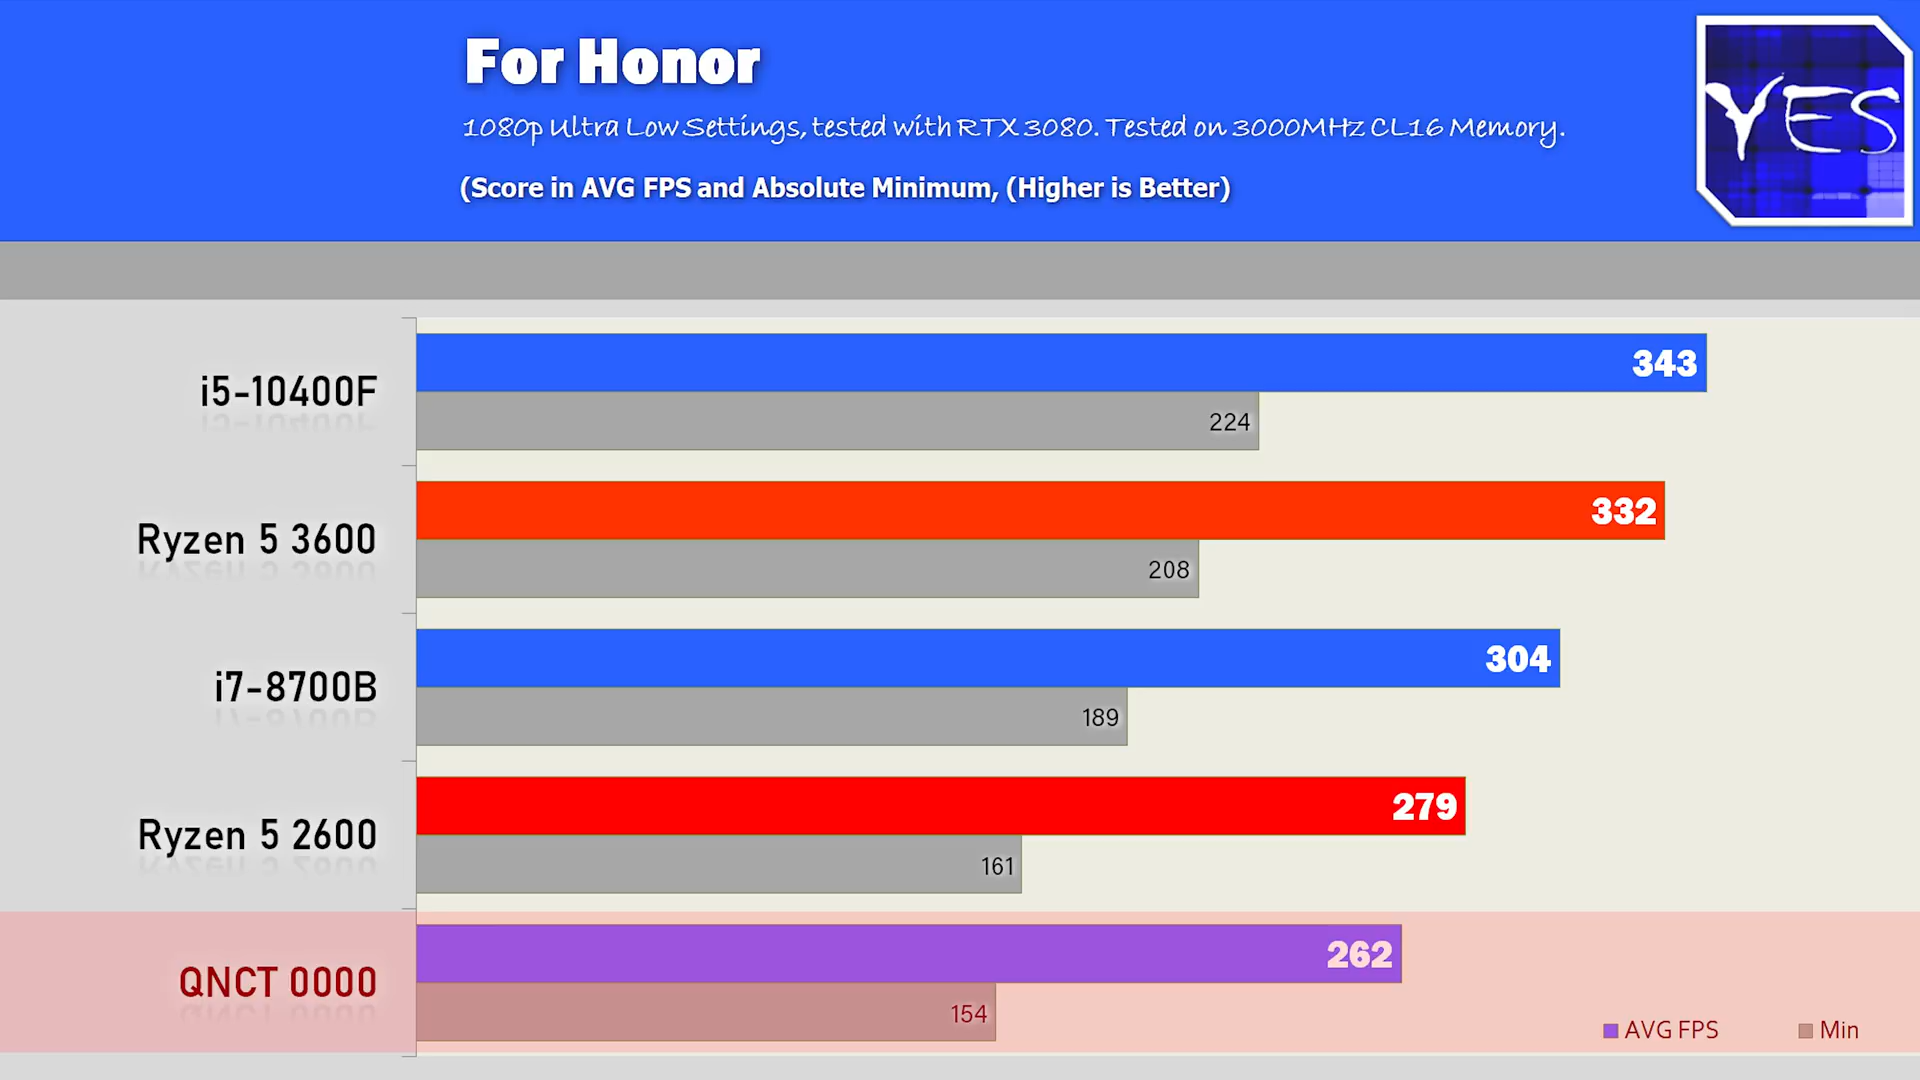 For Honor
1080p Ultra Low Settings, tested with RTX 3080. Tested on 3000MHz CL16 Memory.
(Score in AVG FPS and Absolute Minimum, (Higher is Better)
YES
i5-10400F
343
224
Ryzen 5 3600
332
208
i7-8700B
304
189
Ryzen 5 2600
279
161
QNCT 0000
262
154
AVG FPS
Min